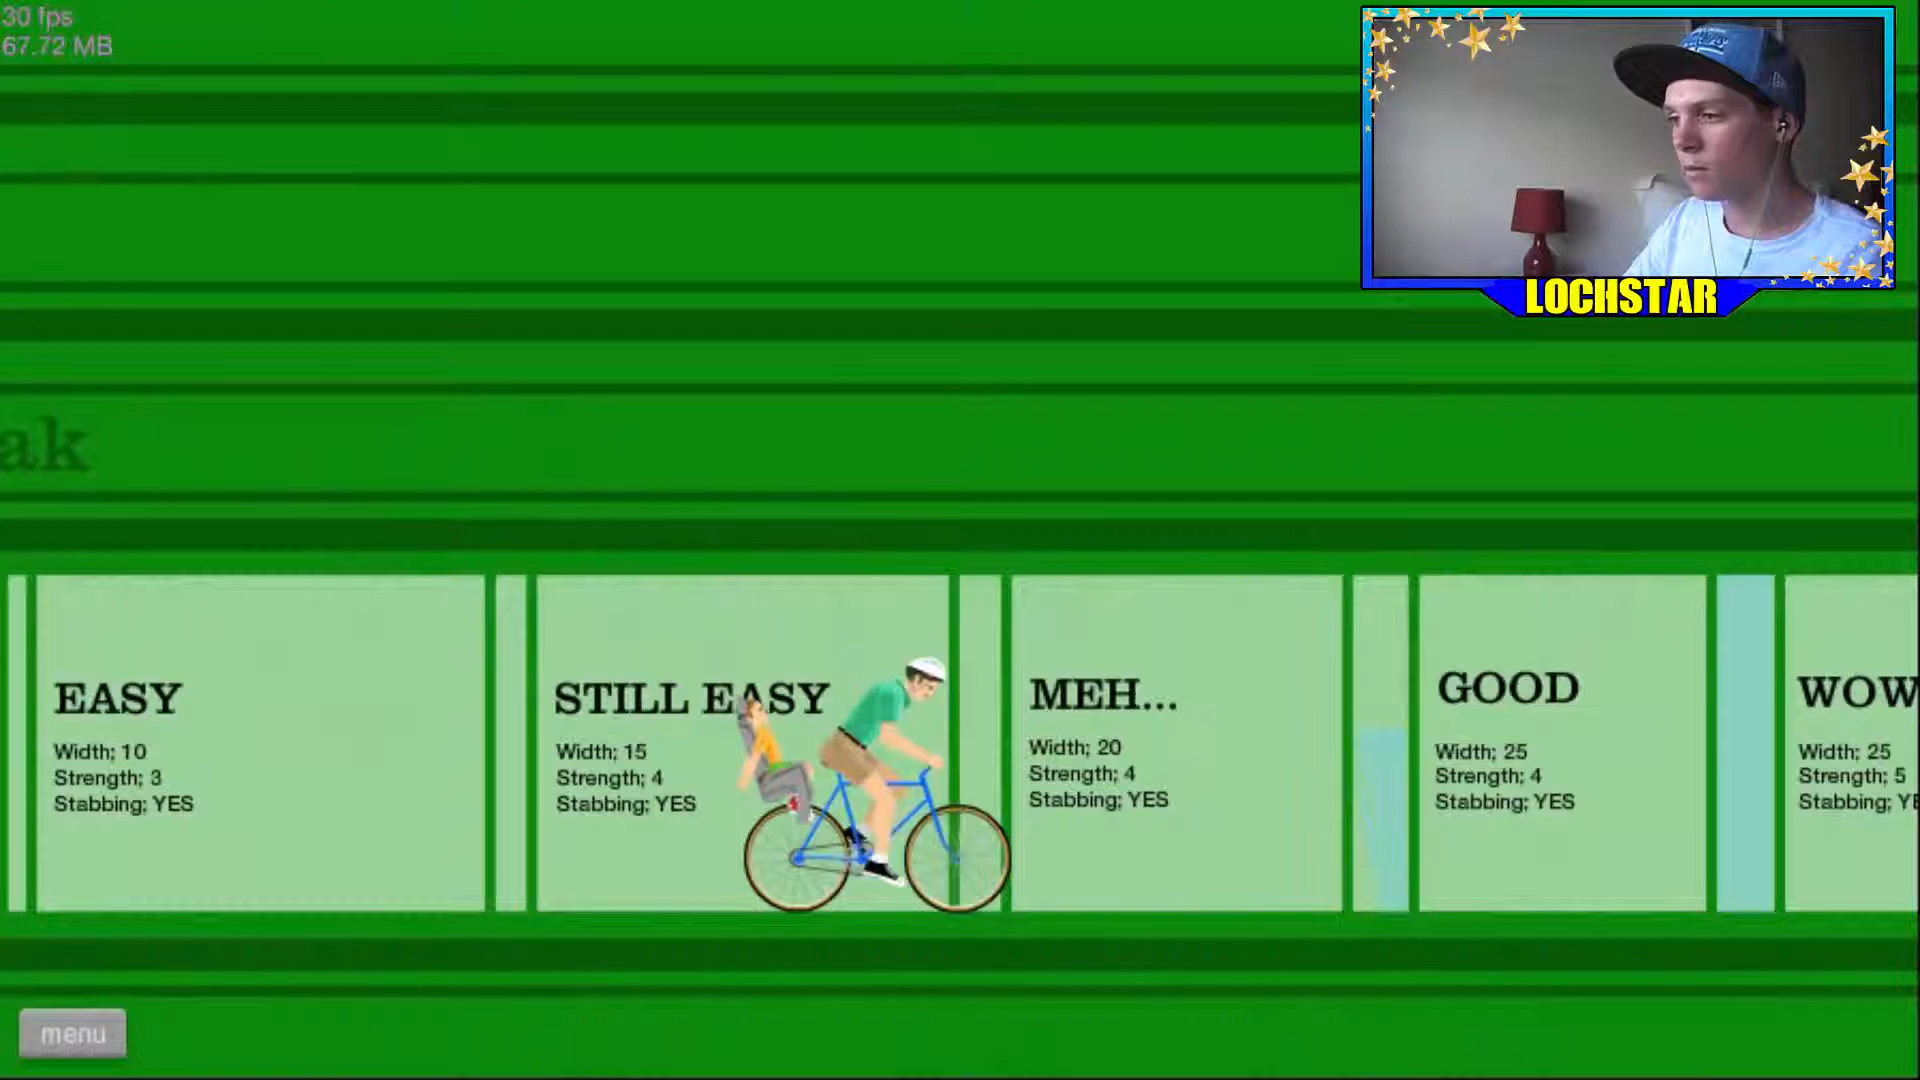 30 fps
67.72 MB
LOCHSTAR
ak
EASY
Width; 10
Strength; 3
Stabbing; YES
STILL EASY
Width; 15
Strength; 4
Stabbing; YES
MEH...
Width; 20
Strength; 4
Stabbing; YES
GOOD
Width; 25
Strength; 4
Stabbing; YES
WOW
Width; 25
Strength; 5
Stabbing; YE
menu